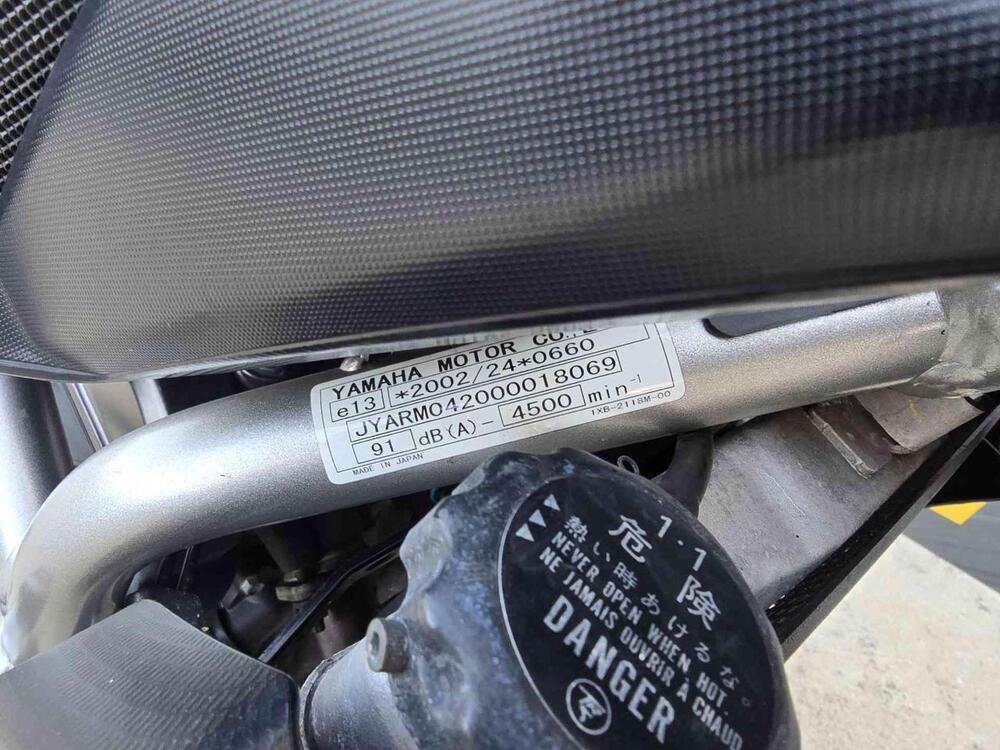 YAMAHA MOTOR CO.,L
e13 *2002/24*0660
JYARM042000018069
91 dB(A)- 4500 min-1
MADE IN JAPAN
1XB-2118M-00
1・1
危険
熱い時あけるな。
NEVER OPEN WHEN HOT
NE JAMAIS OUVRIR À CHAUD
DANGER